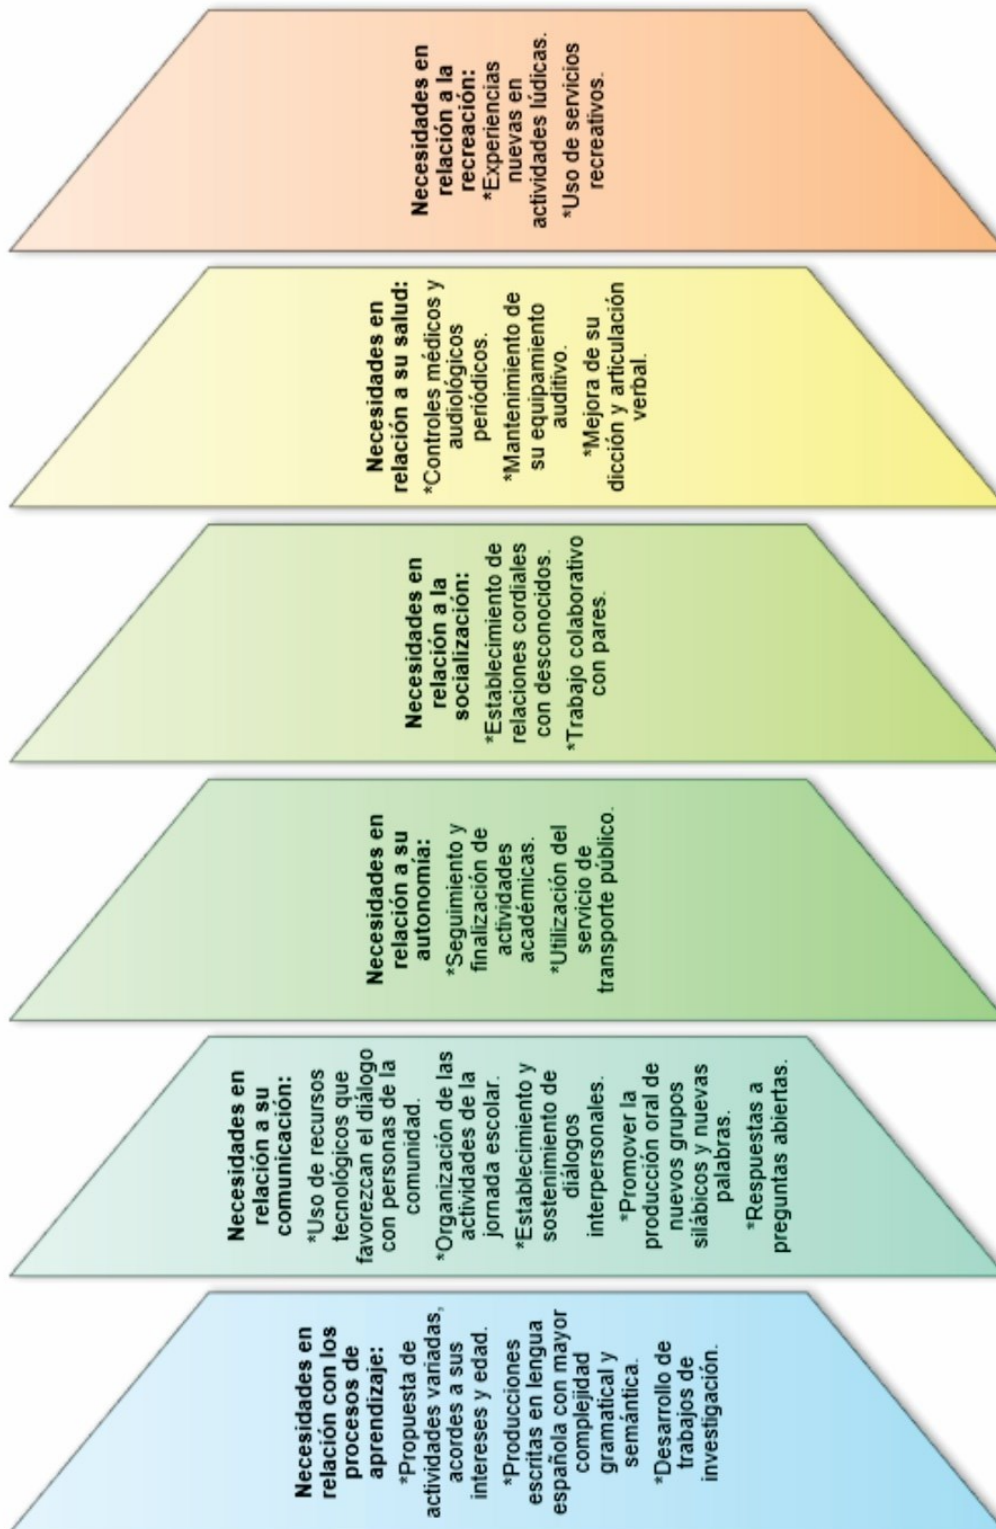 Necesidades en
relación con los
procesos de
aprendizaje:
*Propuesta de
actividades variadas,
acordes a sus
intereses y edad.
*Producciones
escritas en lengua
española con mayor
complejidad
gramatical y
semántica.
*Desarrollo de
trabajos de
investigación.
Necesidades en
relación a su
comunicación:
*Uso de recursos
tecnológicos que
favorezcan el diálogo
con personas de la
comunidad.
*Organización de las
actividades de la
jornada escolar.
*Establecimiento y
sostenimiento de
diálogos
interpersonales.
*Promover la
producción oral de
nuevos grupos
silábicos y nuevas
palabras.
*Respuestas a
preguntas abiertas.
Necesidades en
relación a su
autonomía:
*Seguimiento y
finalización de
actividades
académicas.
*Utilización del
servicio de
transporte público.
Necesidades en
relación a la
socialización:
*Establecimiento de
relaciones cordiales
con desconocidos.
*Trabajo colaborativo
con pares.
Necesidades en
relación a su salud:
*Controles médicos y
audiológicos
periódicos.
*Mantenimiento de
su equipamiento
auditivo.
*Mejora de su
dicción y articulación
verbal.
Necesidades en
relación a la
recreación:
*Experiencias
nuevas en
actividades lúdicas.
*Uso de servicios
recreativos.